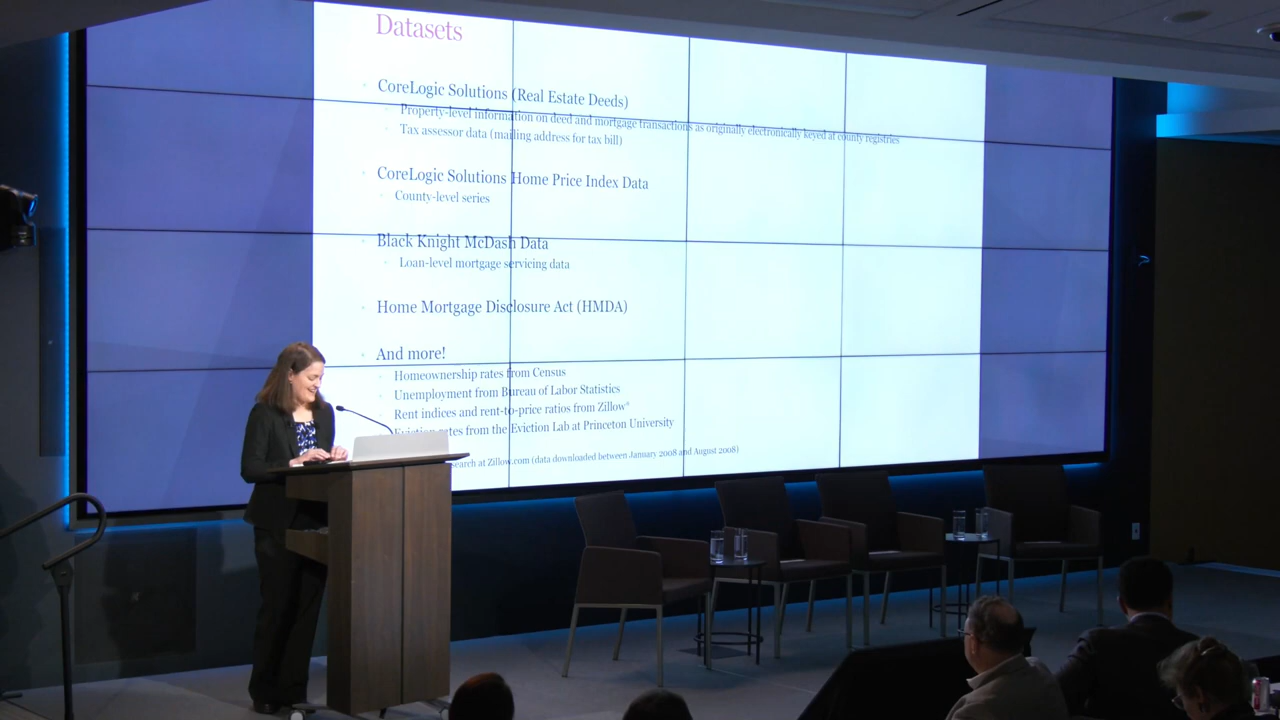 Datasets
CoreLogic Solutions (Real Estate Deeds)
Property-level information on deed and mortgage transactions as originally electronically keyed at county registries
Tax assessor data (mailing address for tax bill)
CoreLogic Solutions Home Price Index Data
County-level series
Black Knight McDash Data
Loan-level mortgage servicing data
Home Mortgage Disclosure Act (HMDA)
And more!
Homeownership rates from Census
Unemployment from Bureau of Labor Statistics
Rent indices and rent-to-price ratios from Zillow*
Eviction rates from the Eviction Lab at Princeton University
at Zillow.com (data downloaded between January 2008 and August 2008)